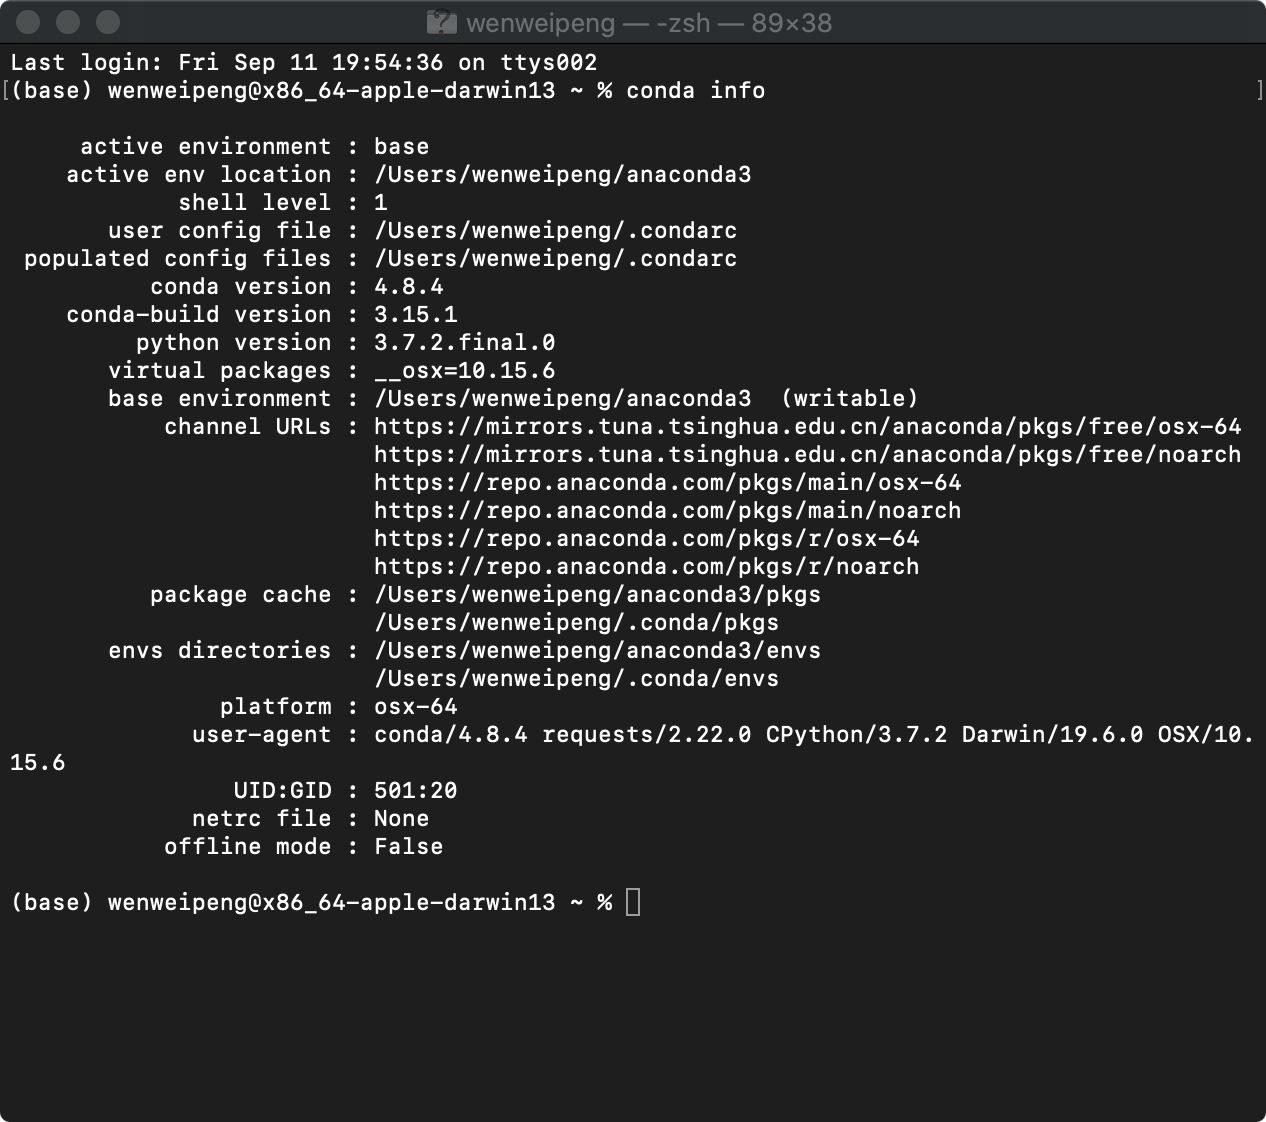 wenweipeng — -zsh — 89×38
Last login: Fri Sep 11 19:54:36 on ttys002
[(base) wenweipeng@x86_64-apple-darwin13 ~ % conda info ]
active environment : base
active env location : /Users/wenweipeng/anaconda3
shell level : 1
user config file : /Users/wenweipeng/.condarc
populated config files : /Users/wenweipeng/.condarc
conda version : 4.8.4
conda-build version : 3.15.1
python version : 3.7.2.final.0
virtual packages : __osx=10.15.6
base environment : /Users/wenweipeng/anaconda3  (writable)
channel URLs : https://mirrors.tuna.tsinghua.edu.cn/anaconda/pkgs/free/osx-64
https://mirrors.tuna.tsinghua.edu.cn/anaconda/pkgs/free/noarch
https://repo.anaconda.com/pkgs/main/osx-64
https://repo.anaconda.com/pkgs/main/noarch
https://repo.anaconda.com/pkgs/r/osx-64
https://repo.anaconda.com/pkgs/r/noarch
package cache : /Users/wenweipeng/anaconda3/pkgs
/Users/wenweipeng/.conda/pkgs
envs directories : /Users/wenweipeng/anaconda3/envs
/Users/wenweipeng/.conda/envs
platform : osx-64
user-agent : conda/4.8.4 requests/2.22.0 CPython/3.7.2 Darwin/19.6.0 OSX/10.
15.6
UID:GID : 501:20
netrc file : None
offline mode : False
(base) wenweipeng@x86_64-apple-darwin13 ~ %